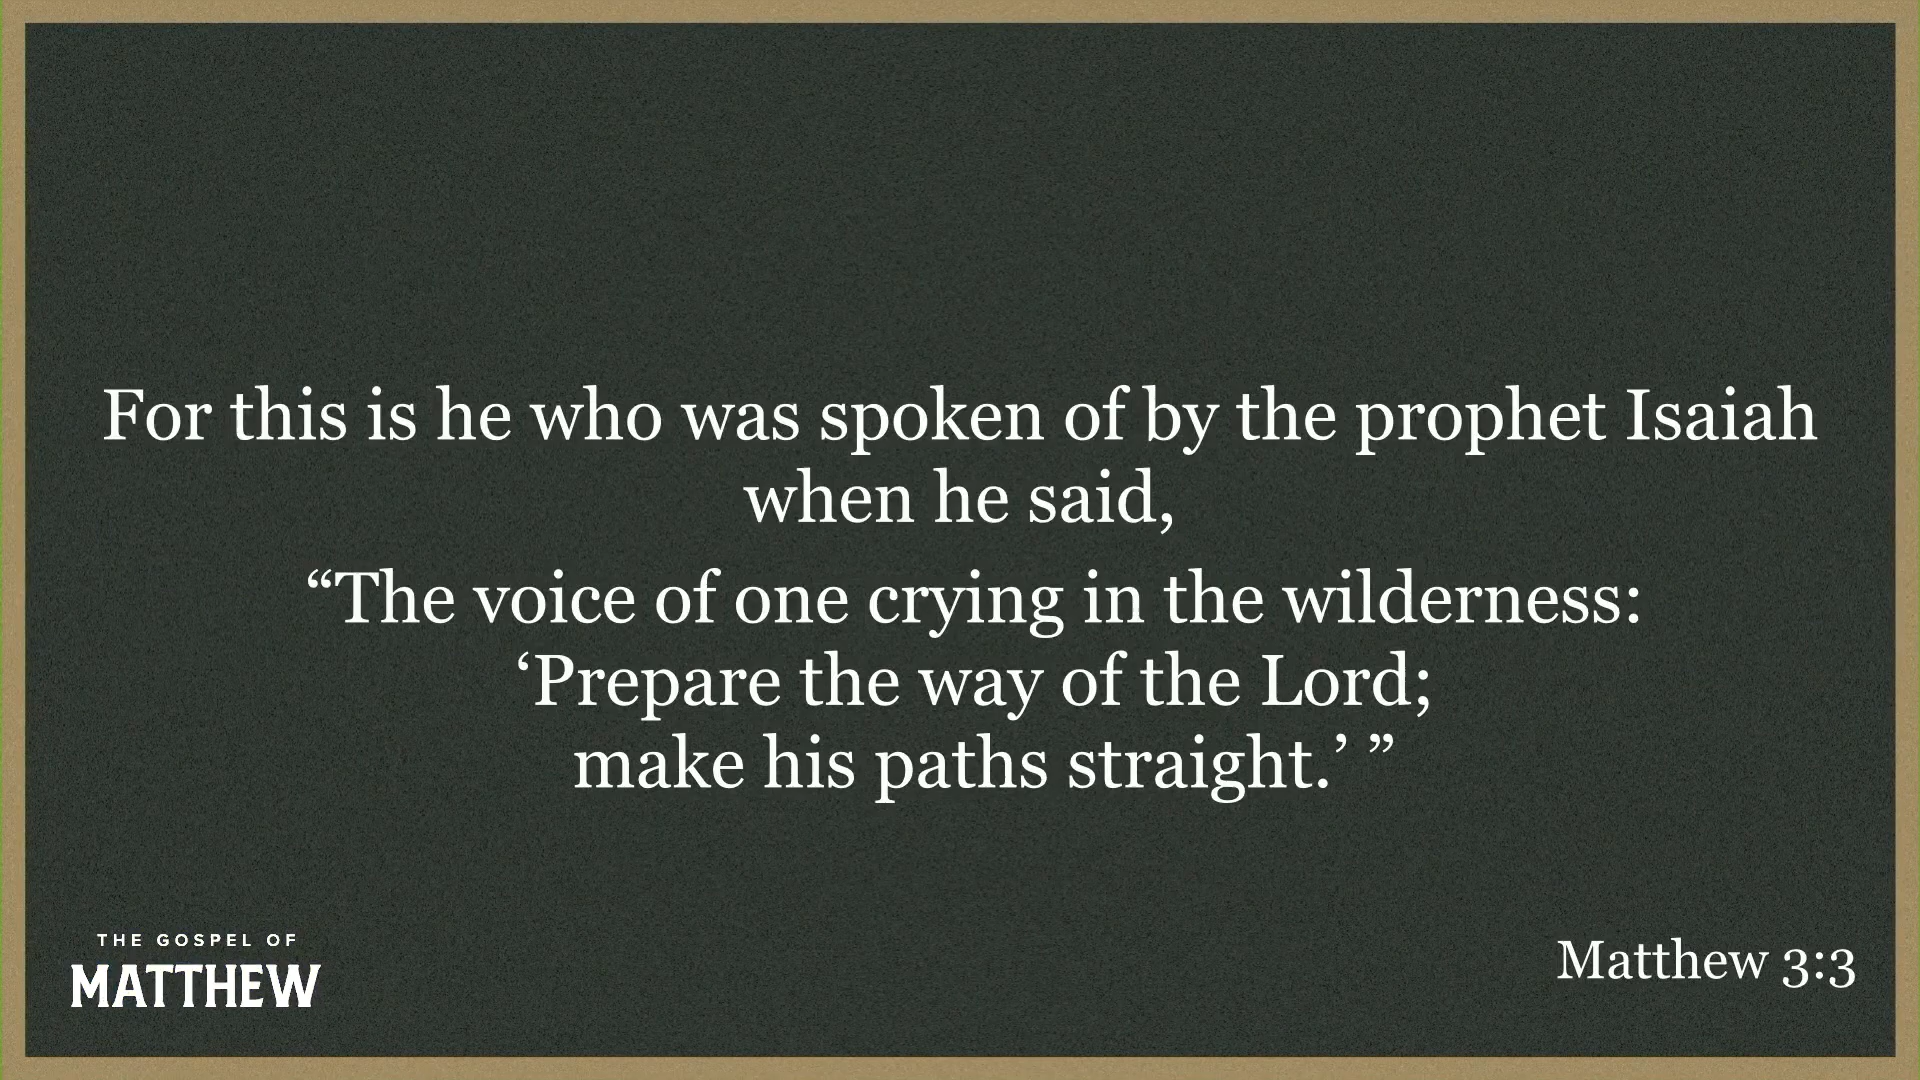 For this is he who was spoken of by the prophet Isaiah
when he said,
“The voice of one crying in the wilderness:
‘Prepare the way of the Lord;
make his paths straight.’ ”
THE GOSPEL OF
MATTHEW
Matthew 3:3